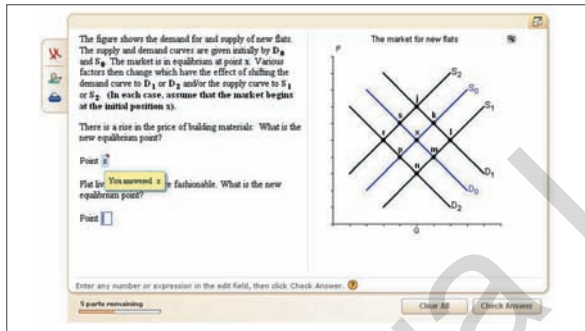 The figure shows the demand for and supply of new flats.
The supply and demand curves are given initially by D0
and S0. The market is in equilibrium at point x. Various
factors then change which have the effect of shifting the
demand curve to D1 or D2 and/or the supply curve to S1
or S2. (In each case, assume that the market begins
at the initial position x).
There is a rise in the price of building materials: What is the
new equilibrium point?
Point s
You answered s
Flat fashionable. What is the new
equilibrium point?
Point
The market for new flats
P
S2
S0
S1
j
s
k
r
x
l
p
m
n
D1
D0
D2
Q
Enter any number or expression in the edit field, then click Check Answer.
5 parts remaining
Clear All
Check Answer